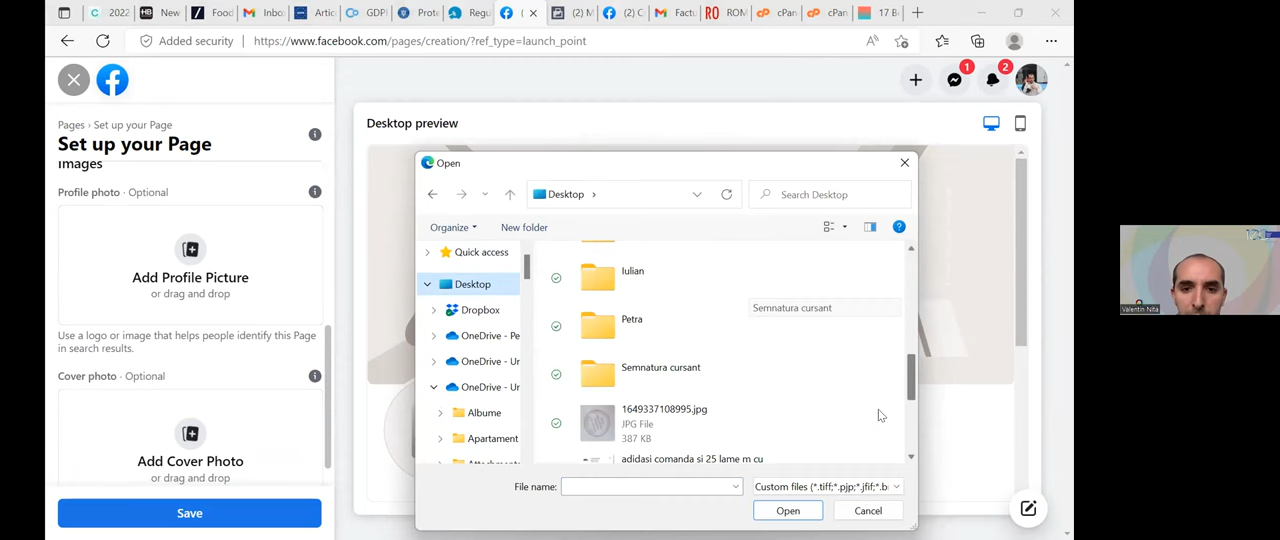 2022
New
Food
Inbo
Artic
GDPI
Prote
Regu
(
(2) M
(2) C
Factu
RO ROM
cPan
cPan
17 B
Added security
https://www.facebook.com/pages/creation/?ref_type=launch_point
1
2
Pages › Set up your Page
Set up your Page
Images
Profile photo · Optional
Add Profile Picture
or drag and drop
Use a logo or image that helps people identify this Page
in search results.
Cover photo · Optional
Add Cover Photo
or drag and drop
Save
Desktop preview
Open
Desktop ›
Search Desktop
Organize
New folder
Quick access
Desktop
Dropbox
OneDrive - Pe
OneDrive - Ur
OneDrive - Ur
Albume
Apartament
Iulian
Petra
Semnatura cursant
Semnatura cursant
1649337108995.jpg
JPG File
387 KB
adidasi comanda si 25 lame m cu
File name:
Custom files (*.tiff;*.pjp;*.jfif;*.b
Open
Cancel
Valentin Nita